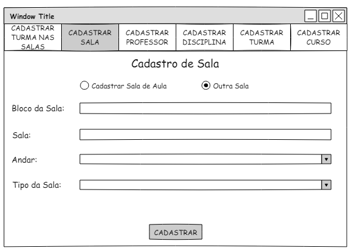 Window Title
CADASTRAR TURMA NAS SALAS
CADASTRAR SALA
CADASTRAR PROFESSOR
CADASTRAR DISCIPLINA
CADASTRAR TURMA
CADASTRAR CURSO
Cadastro de Sala
Cadastrar Sala de Aula
Outra Sala
Bloco da Sala:
Sala:
Andar:
Tipo da Sala:
CADASTRAR